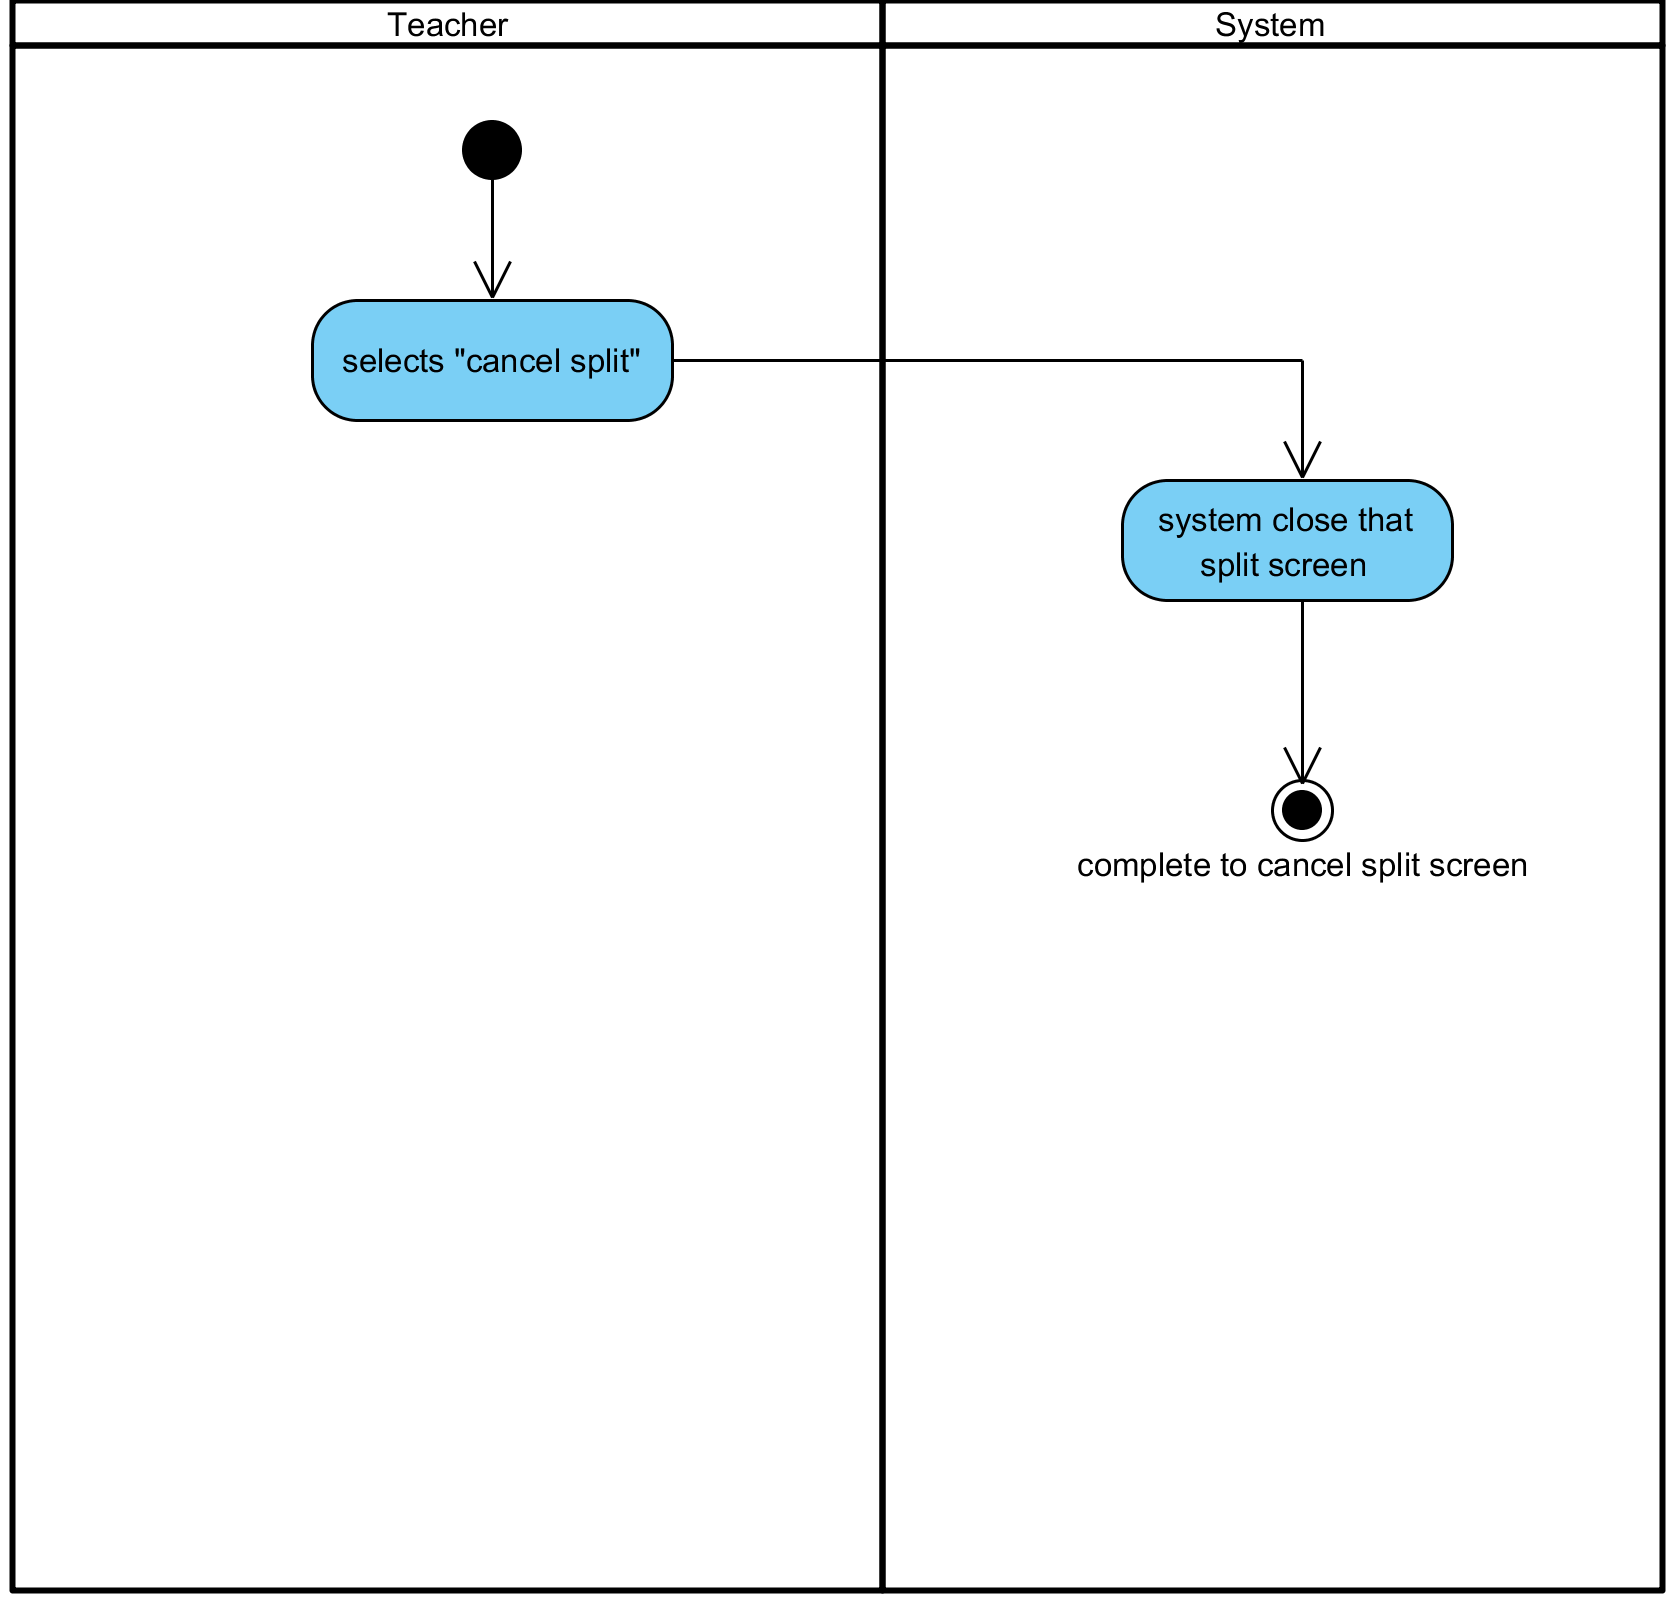 Teacher
System
selects "cancel split"
system close that
split screen
complete to cancel split screen